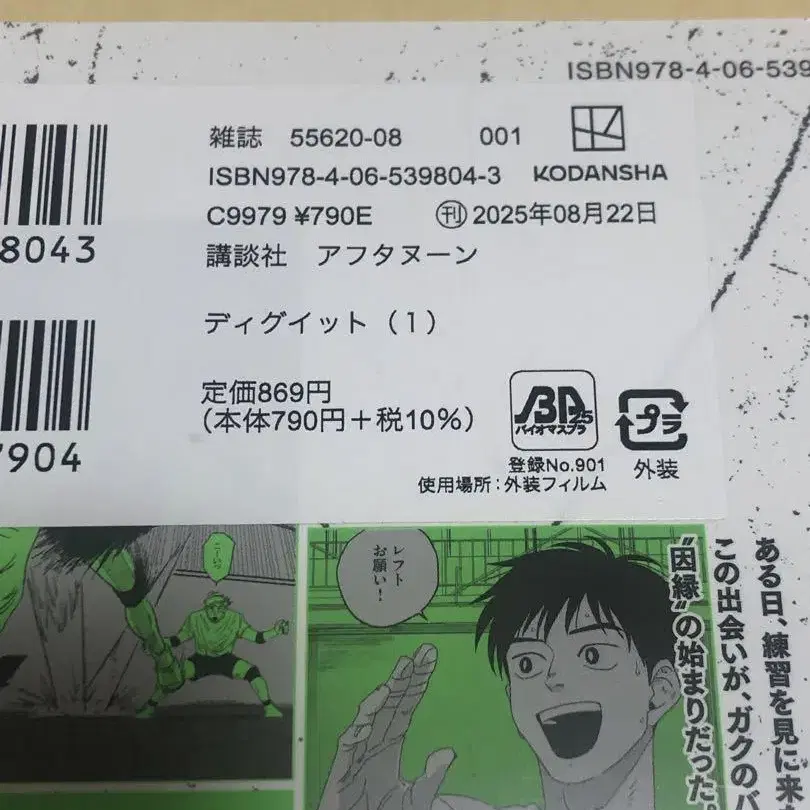 ISBN978-4-06-539
雑誌 55620-08 001
ISBN978-4-06-539804-3 KODANSHA
C9979 ¥790E ㊞刊 2025年08月22日
講談社 アフタヌーン
8043
ディグイット（1）
定価869円
(本体790円＋税10%)
7904
BP25
バイオマスプラ
登録No.901
使用場所：外装フィルム
プラ
外装
レフト
お願い!
ある日、練習を見に来
この出会いが、ガクのバ
"因縁"の始まりだった